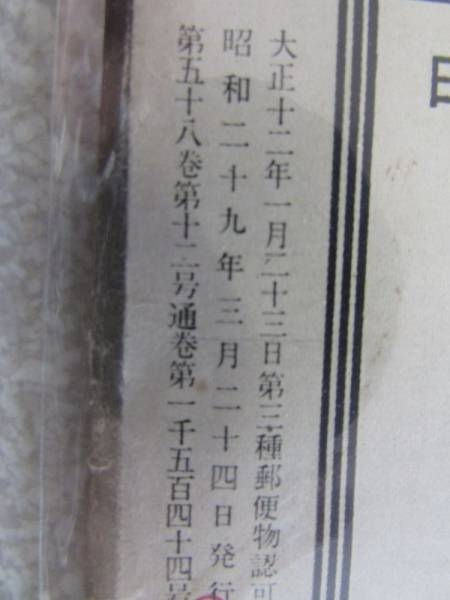 大正十二年一月二十三日第三種郵便物認可
昭和二十九年三月二十四日発行
第五十八巻第十二号通巻第一千五百四十四号